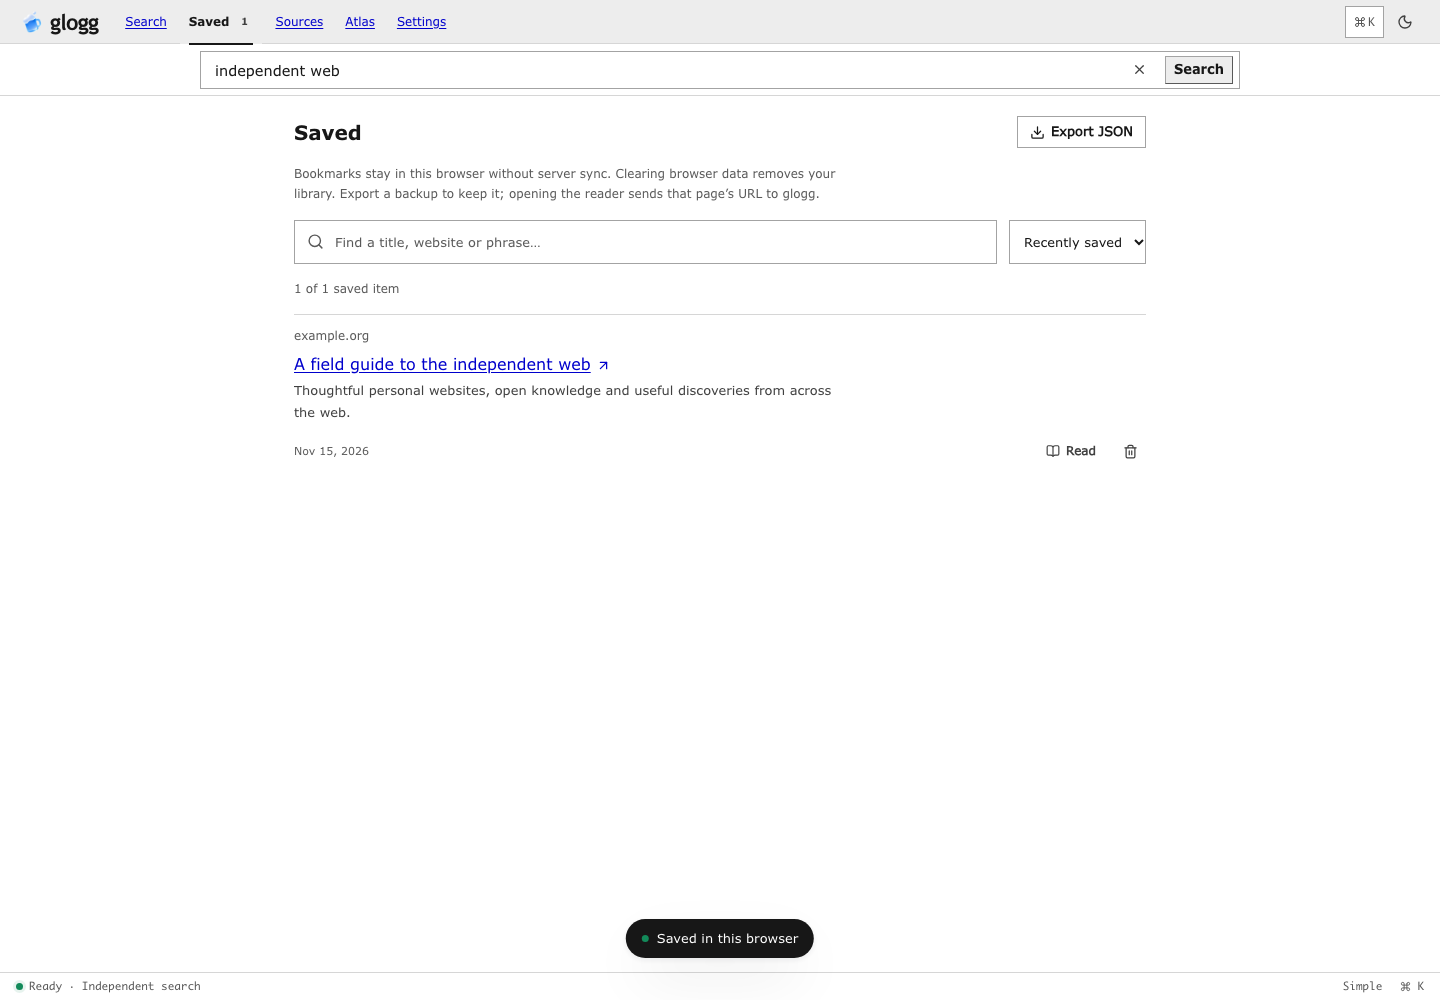 glogg
Search
Saved 1
Sources
Atlas
Settings
⌘K
independent web
Search
Saved
Export JSON
Bookmarks stay in this browser without server sync. Clearing browser data removes your
library. Export a backup to keep it; opening the reader sends that page’s URL to glogg.
Find a title, website or phrase…
Recently saved
1 of 1 saved item
example.org
A field guide to the independent web
Thoughtful personal websites, open knowledge and useful discoveries from across
the web.
Nov 15, 2026
Read
Saved in this browser
Ready · Independent search
Simple
⌘ K